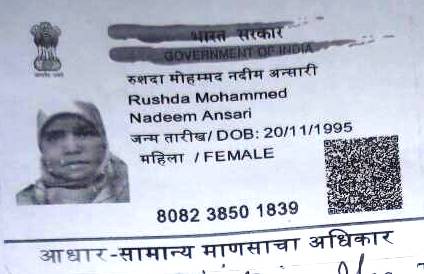 भारत सरकार
GOVERNMENT OF INDIA
रुशदा मोहम्मद नदीम अन्सारी
Rushda Mohammed
Nadeem Ansari
जन्म तारीख/ DOB: 20/11/1995
महिला / FEMALE
8082 3850 1839
आधार-सामान्य माणसाचा अधिकार